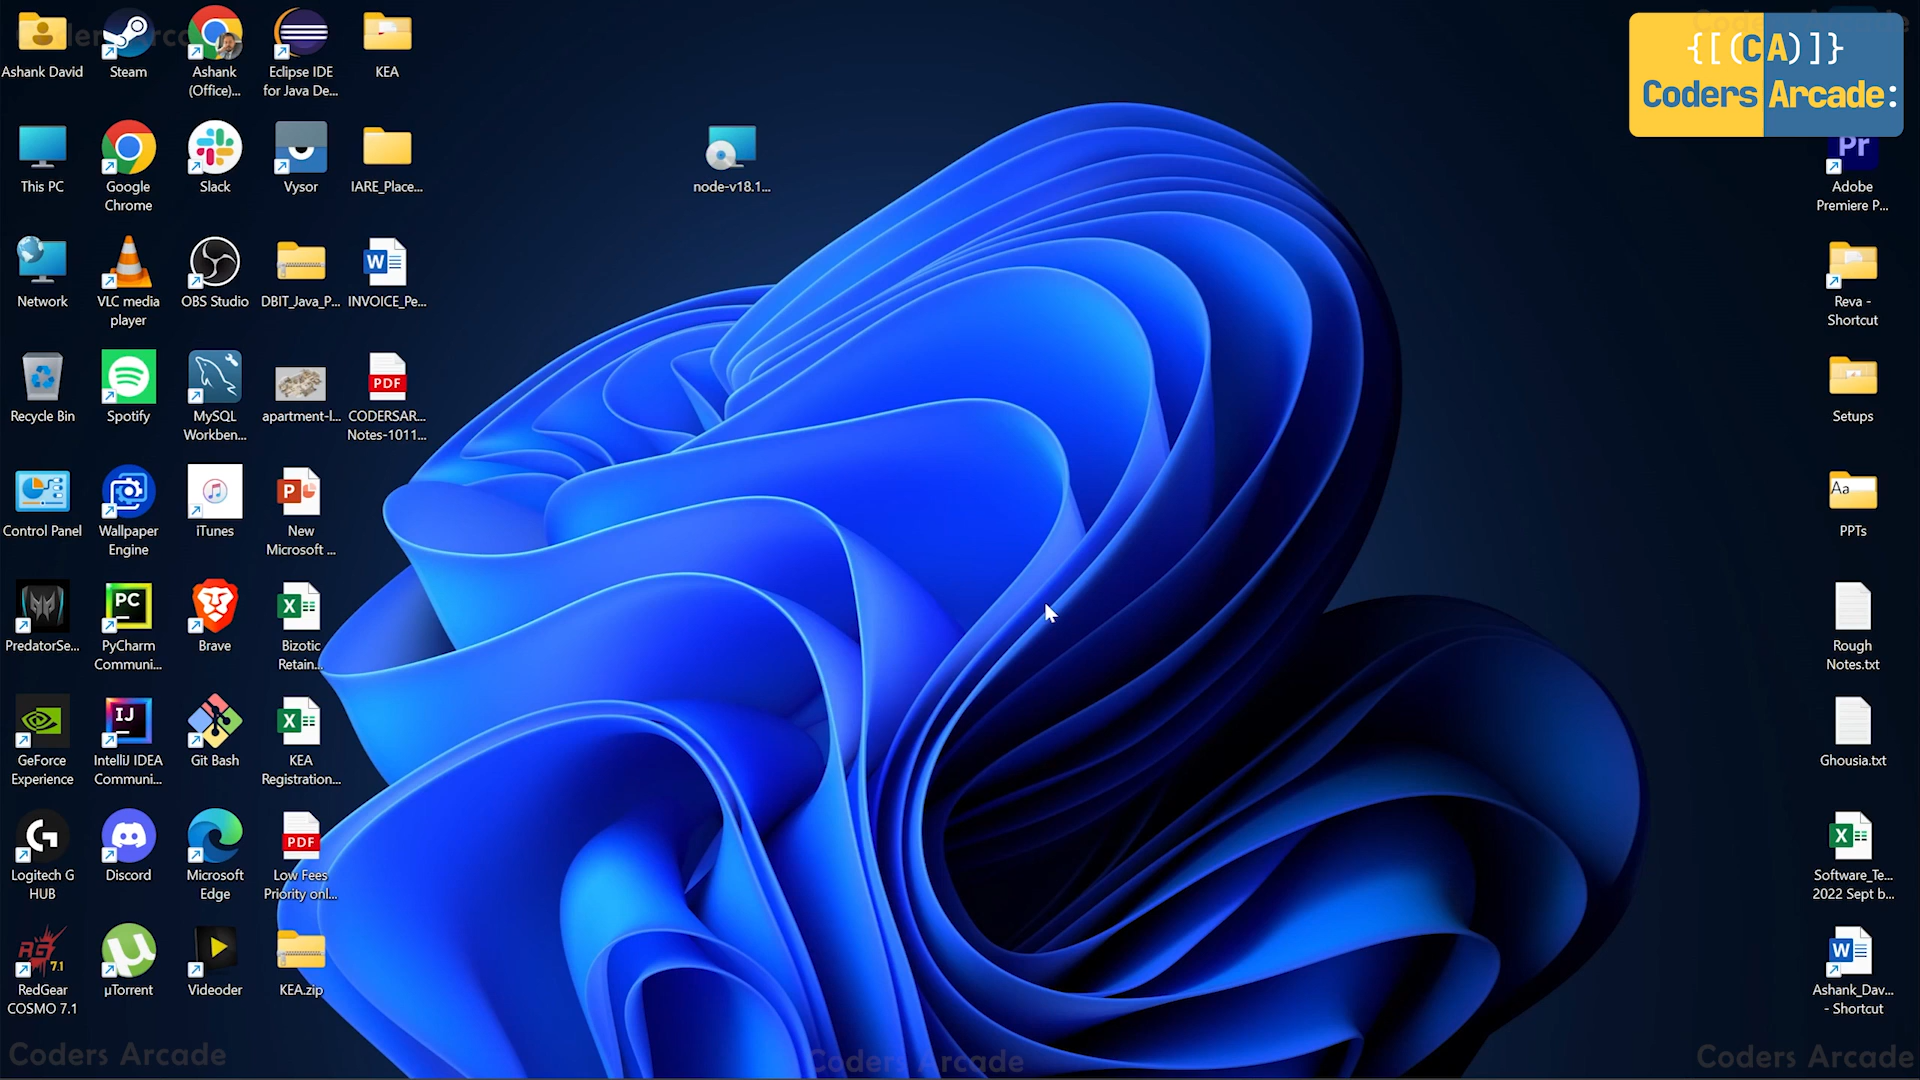 {[(CA)]}
Coders Arcade:
Ashank David
Steam
Ashank
(Office)...
Eclipse IDE
for Java De...
KEA
This PC
Google
Chrome
Slack
Vysor
IARE_Place...
node-v18.1...
Pr
Adobe
Premiere P...
Network
VLC media
player
OBS Studio
DBIT_Java_P...
W
INVOICE_Pe...
Reva -
Shortcut
Recycle Bin
Spotify
MySQL
Workben...
apartment-l...
PDF
CODERSAR...
Notes-1011...
Setups
Control Panel
Wallpaper
Engine
iTunes
P
New
Microsoft ...
Aa
PPTs
PredatorSe...
PC
PyCharm
Communi...
Brave
X
Bizotic
Retain...
Rough
Notes.txt
GeForce
Experience
IJ
IntelliJ IDEA
Communi...
Git Bash
X
KEA
Registration...
Ghousia.txt
G
Logitech G
HUB
Discord
Microsoft
Edge
PDF
Low Fees
Priority onl...
X
Software_Te...
2022 Sept b...
RG
7.1
RedGear
COSMO 7.1
µTorrent
Videoder
KEA.zip
W
Ashank_Dav...
- Shortcut
Coders Arcade
Coders Arcade
Coders Arcade